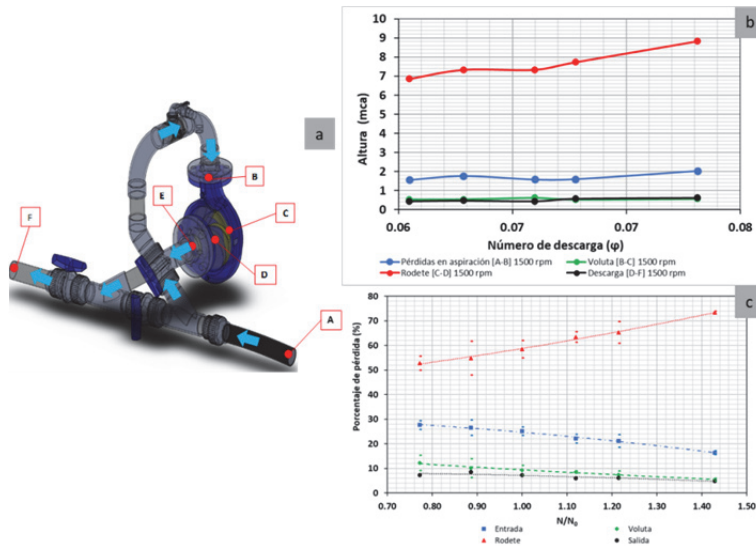 a
B
E
C
F
D
A
b
Altura (mca)
10
9
8
7
6
5
4
3
2
1
0
0.06
0.07
0.07
0.08
Número de descarga (φ)
Pérdidas en aspiración [A-B] 1500 rpm
Voluta [B-C] 1500 rpm
Rodete [C-D] 1500 rpm
Descarga [D-F] 1500 rpm
c
Porcentaje de pérdida (%)
80
70
60
50
40
30
20
10
0
0.70
0.80
0.90
1.00
1.10
1.20
1.30
1.40
1.50
N/N₀
Entrada
Voluta
Rodete
Salida